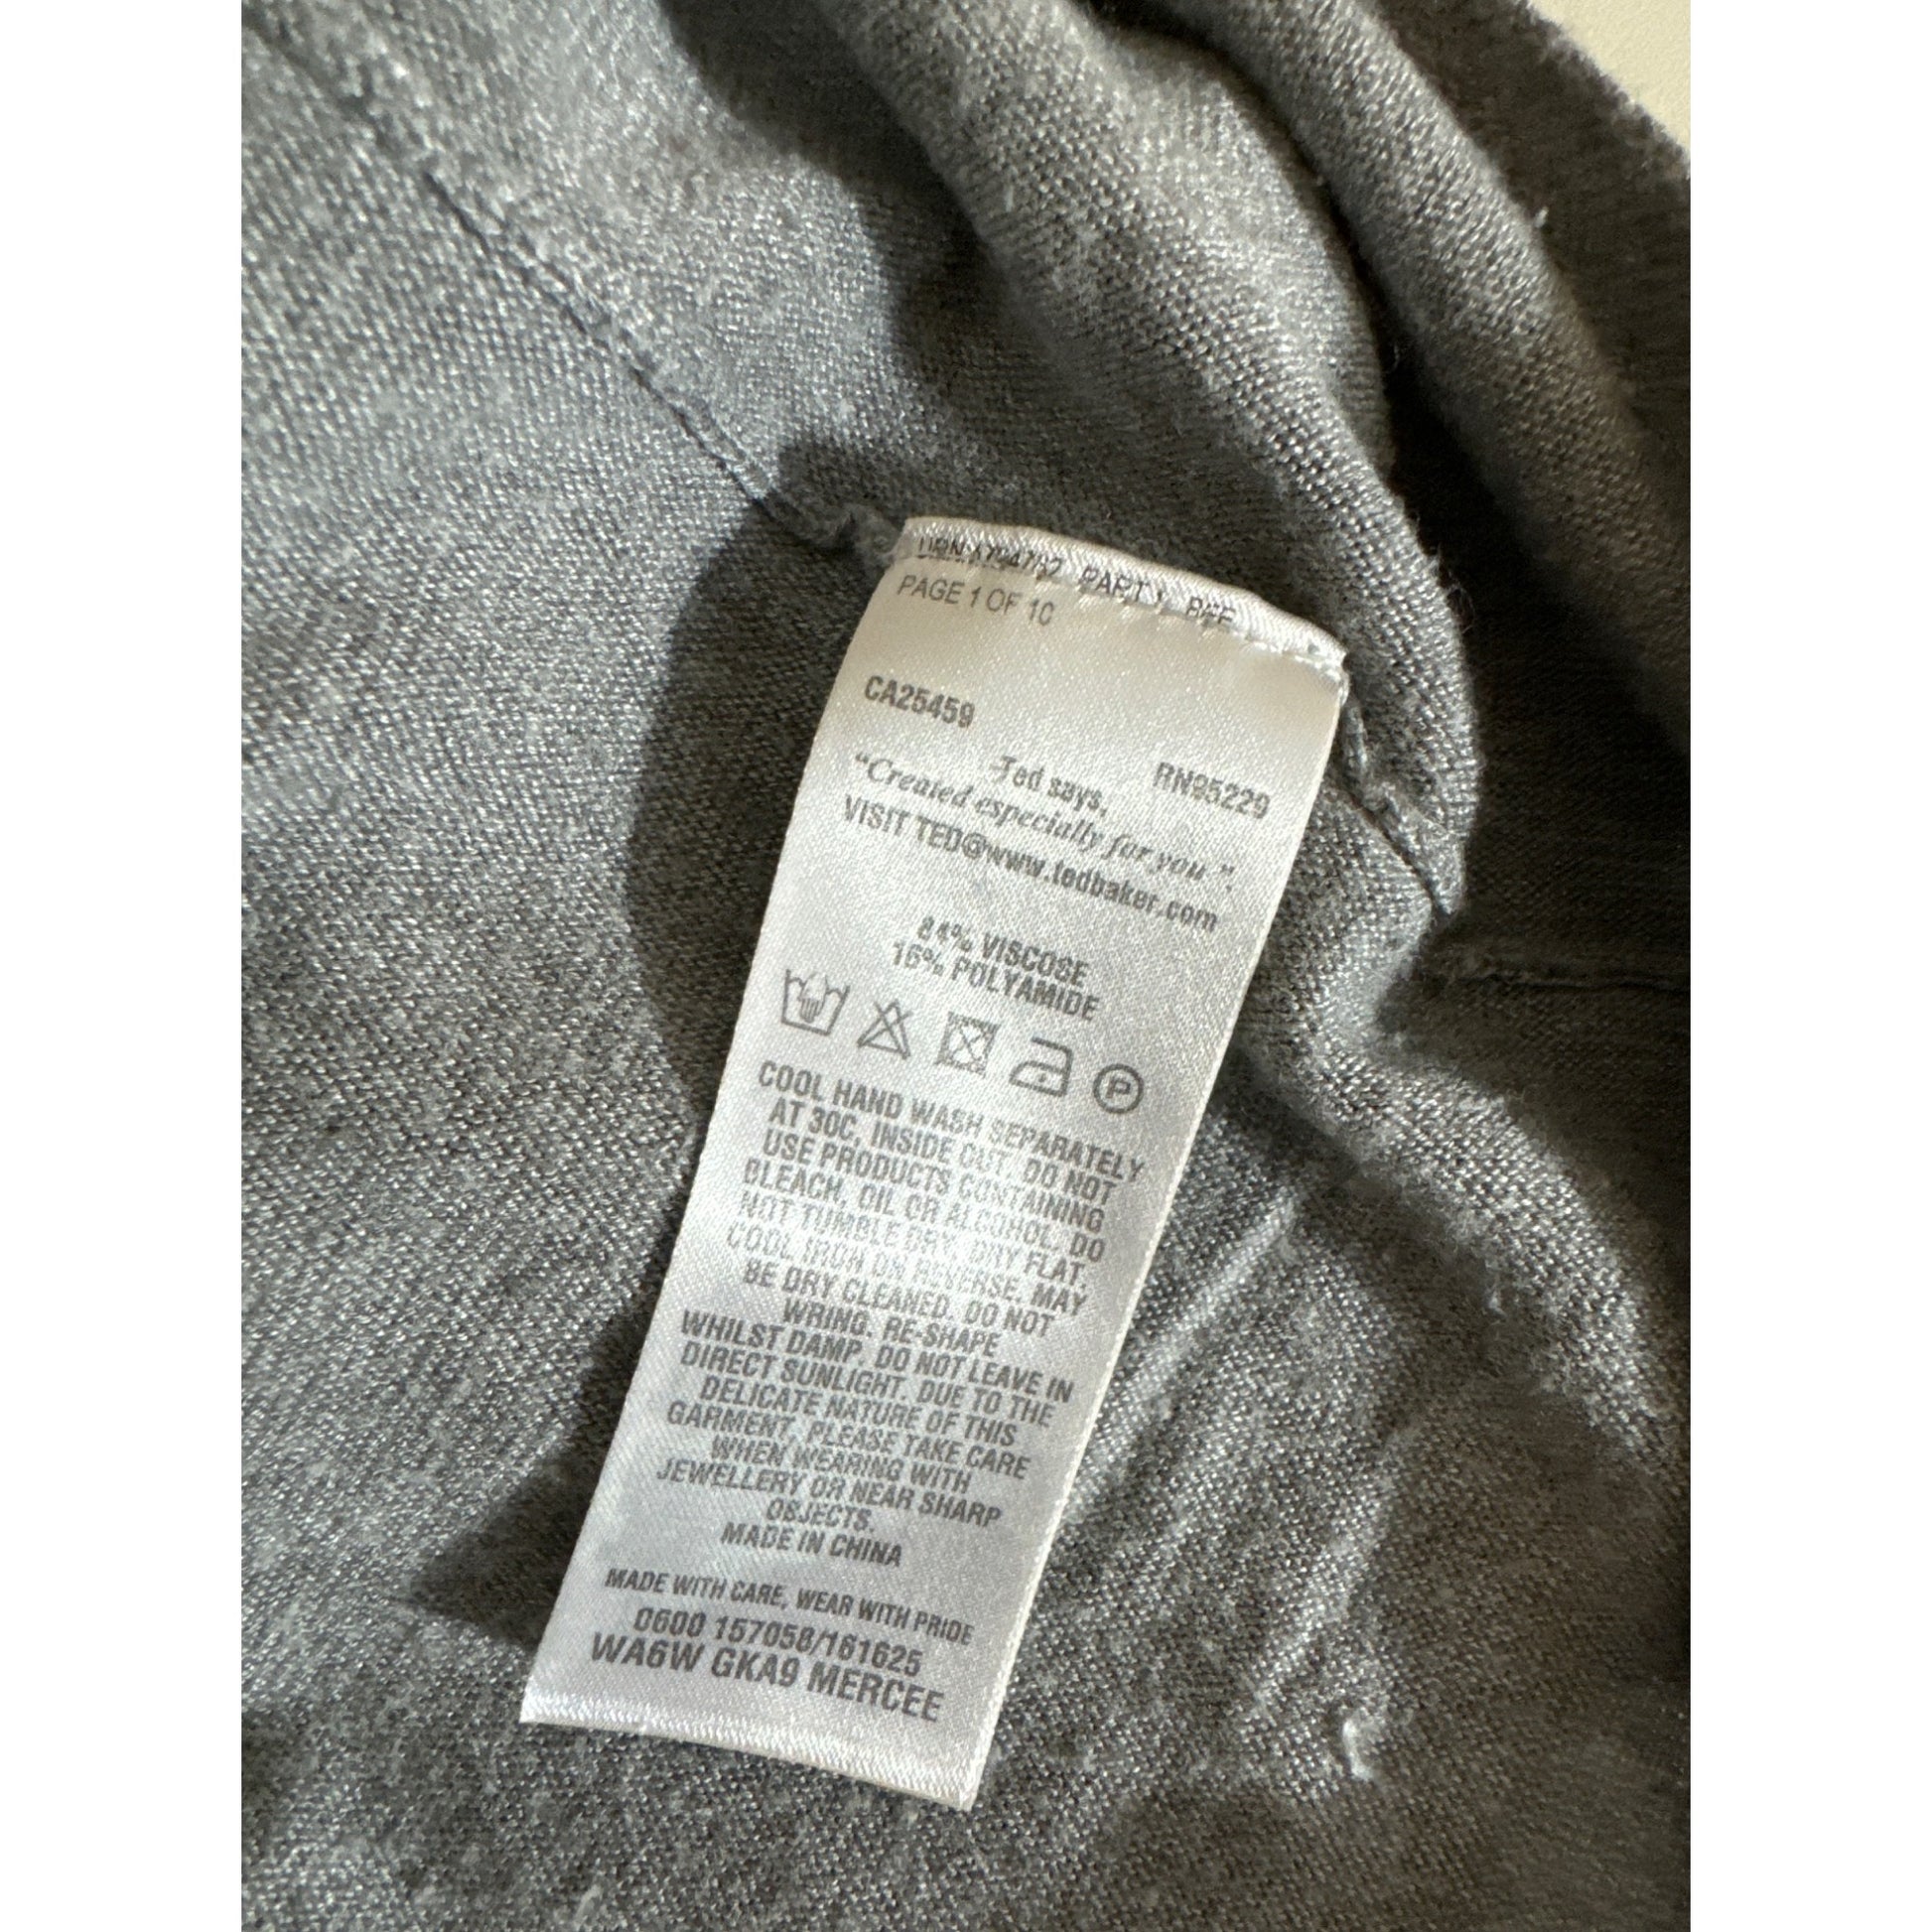 PAGE 1 OF 10
CA25459
Ted says, RN95229
“Created especially for you”.
VISIT TED@www.tedbaker.com
84% VISCOSE
16% POLYAMIDE
P
COOL HAND WASH SEPARATELY
AT 30C, INSIDE OUT. DO NOT
USE PRODUCTS CONTAINING
BLEACH, OIL OR ALCOHOL. DO
NOT TUMBLE DRY. DRY FLAT.
COOL IRON ON REVERSE. MAY
BE DRY CLEANED. DO NOT
WRING. RE-SHAPE
WHILST DAMP. DO NOT LEAVE IN
DIRECT SUNLIGHT. DUE TO THE
DELICATE NATURE OF THIS
GARMENT, PLEASE TAKE CARE
WHEN WEARING WITH
JEWELLERY OR NEAR SHARP
OBJECTS.
MADE IN CHINA
MADE WITH CARE, WEAR WITH PRIDE
0600 157058/161625
WA6W GKA9 MERCEE